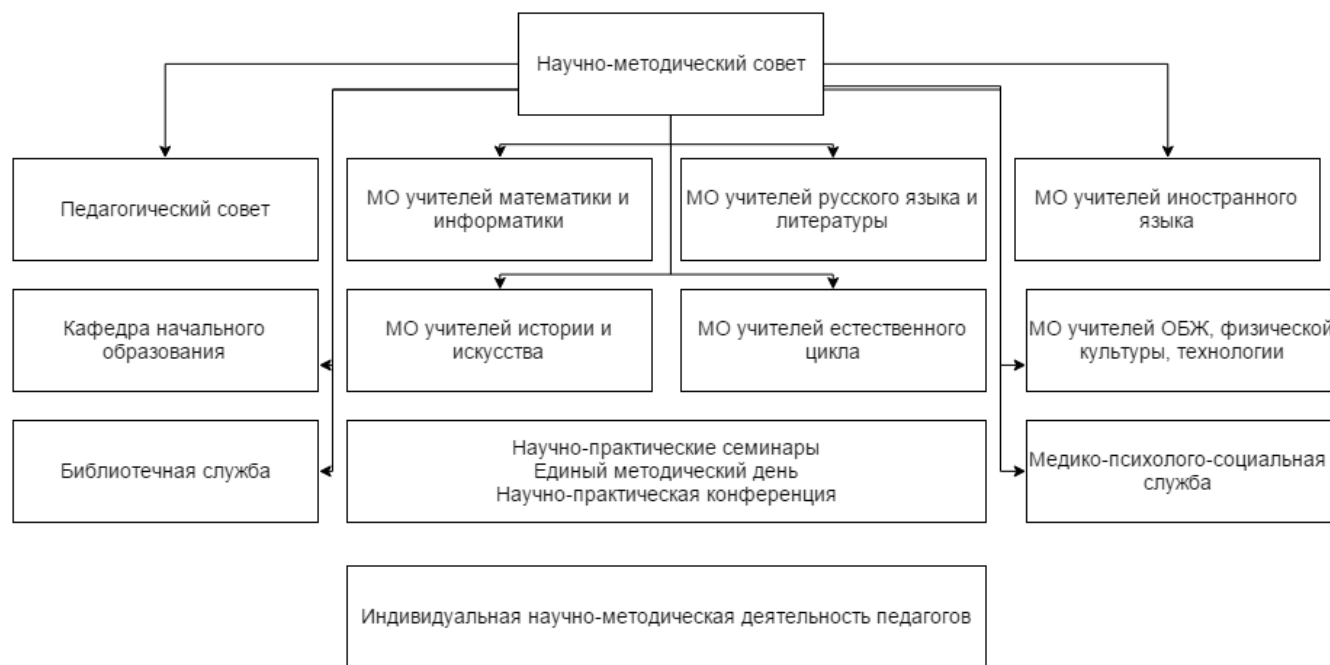 Научно-методический совет
Педагогический совет
МО учителей математики и
информатики
МО учителей русского языка и
литературы
МО учителей иностранного
языка
Кафедра начального
образования
МО учителей истории и
искусства
МО учителей естественного
цикла
МО учителей ОБЖ, физической
культуры, технологии
Библиотечная служба
Научно-практические семинары
Единый методический день
Научно-практическая конференция
Медико-психолого-социальная
служба
Индивидуальная научно-методическая деятельность педагогов